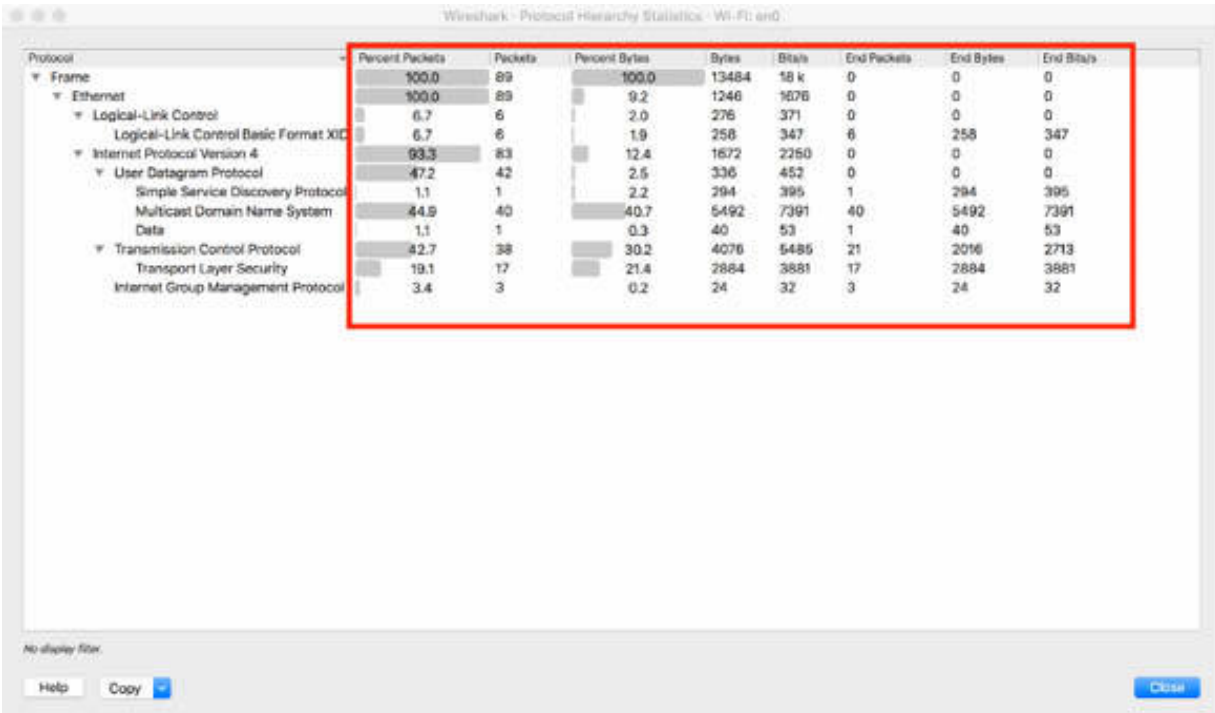 Wireshark · Protocol Hierarchy Statistics · Wi-Fi: en0
Protocol Percent Packets Packets Percent Bytes Bytes Bits/s End Packets End Bytes End Bits/s
Frame 100.0 89 100.0 13484 18 k 0 0 0
Ethernet 100.0 89 9.2 1246 1676 0 0 0
Logical-Link Control 6.7 6 2.0 276 371 0 0 0
Logical-Link Control Basic Format XID 6.7 6 1.9 258 347 6 258 347
Internet Protocol Version 4 93.3 83 12.4 1672 2250 0 0 0
User Datagram Protocol 47.2 42 2.5 336 452 0 0 0
Simple Service Discovery Protocol 1.1 1 2.2 294 395 1 294 395
Multicast Domain Name System 44.9 40 40.7 5492 7391 40 5492 7391
Data 1.1 1 0.3 40 53 1 40 53
Transmission Control Protocol 42.7 38 30.2 4076 5485 21 2016 2713
Transport Layer Security 19.1 17 21.4 2884 3881 17 2884 3881
Internet Group Management Protocol 3.4 3 0.2 24 32 3 24 32
No display filter.
Help Copy Close